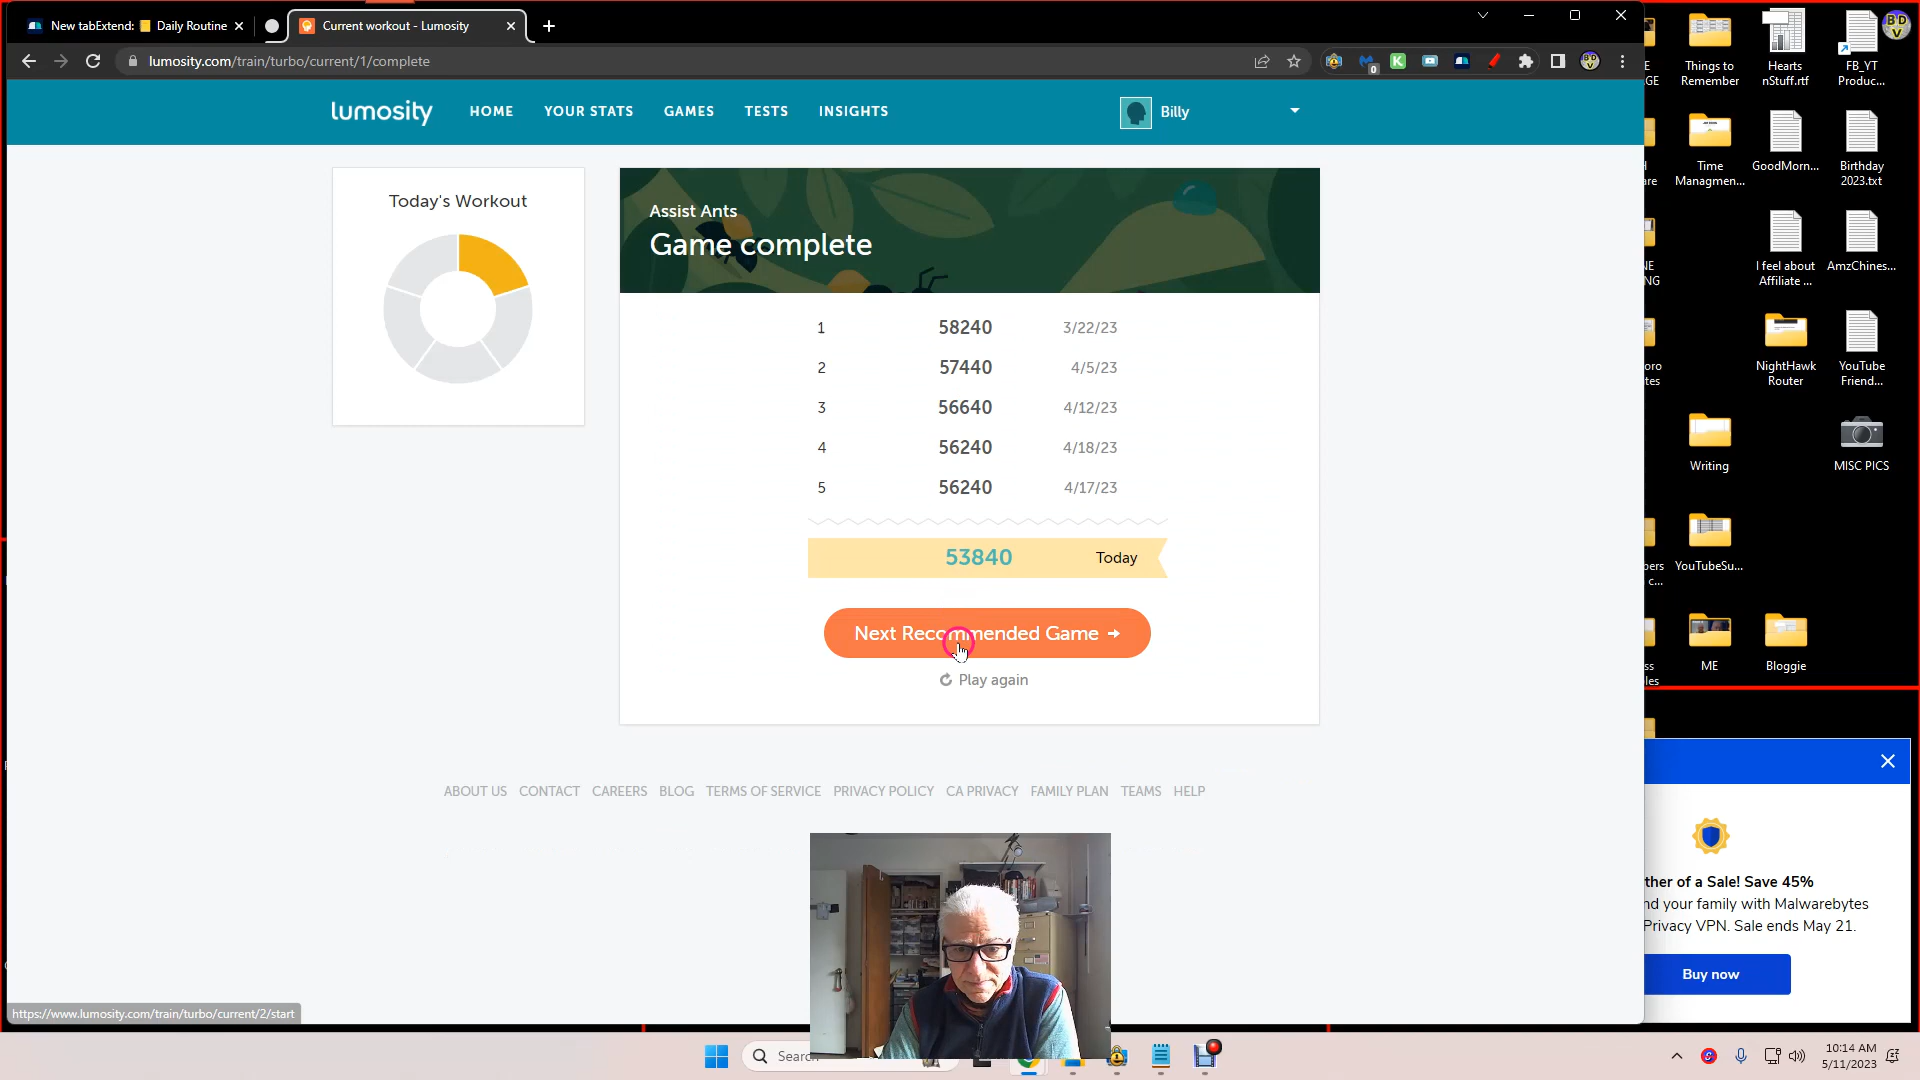 New tabExtend: Daily Routine
Current workout - Lumosity
lumosity.com/train/turbo/current/1/complete
0
K
BD
V
lumosity
HOME
YOUR STATS
GAMES
TESTS
INSIGHTS
Billy
Today's Workout
Assist Ants
Game complete
1 58240 3/22/23
2 57440 4/5/23
3 56640 4/12/23
4 56240 4/18/23
5 56240 4/17/23
53840 Today
Next Recommended Game
Play again
ABOUT US CONTACT CAREERS BLOG TERMS OF SERVICE PRIVACY POLICY CA PRIVACY FAMILY PLAN TEAMS HELP
https://www.lumosity.com/train/turbo/current/2/start
Things to
Remember
Hearts
nStuff.rtf
FB_YT
Produc...
Time
Managmen...
GoodMorn...
Birthday
2023.txt
I feel about
Affiliate ...
AmzChines...
NightHawk
Router
YouTube
Friend...
Writing
MISC PICS
YouTubeSu...
ME
Bloggie
ther of a Sale! Save 45%
nd your family with Malwarebytes
Privacy VPN. Sale ends May 21.
Buy now
Search
10:14 AM
5/11/2023